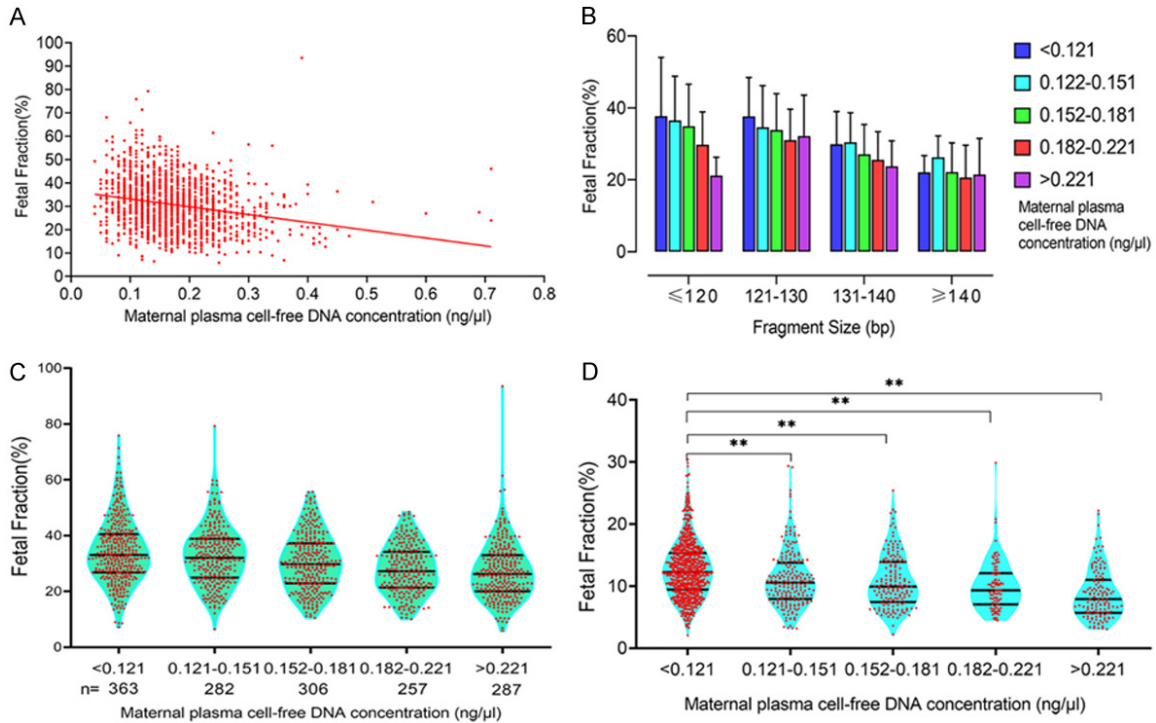 A
100
90
80
70
60
50
40
30
20
10
0
Fetal Fraction(%)
0.0 0.1 0.2 0.3 0.4 0.5 0.6 0.7 0.8
Maternal plasma cell-free DNA concentration (ng/μl)
B
60
40
20
0
Fetal Fraction(%)
≤120 121-130 131-140 ≥140
Fragment Size (bp)
<0.121
0.122-0.151
0.152-0.181
0.182-0.221
>0.221
Maternal plasma
cell-free DNA
concentration (ng/μl)
C
100
80
60
40
20
0
Fetal Fraction(%)
<0.121 0.121-0.151 0.152-0.181 0.182-0.221 >0.221
n= 363 282 306 257 287
Maternal plasma cell-free DNA concentration (ng/μl)
D
40
30
20
10
0
Fetal Fraction(%)
**
**
**
**
<0.121 0.121-0.151 0.152-0.181 0.182-0.221 >0.221
Maternal plasma cell-free DNA concentration (ng/μl)